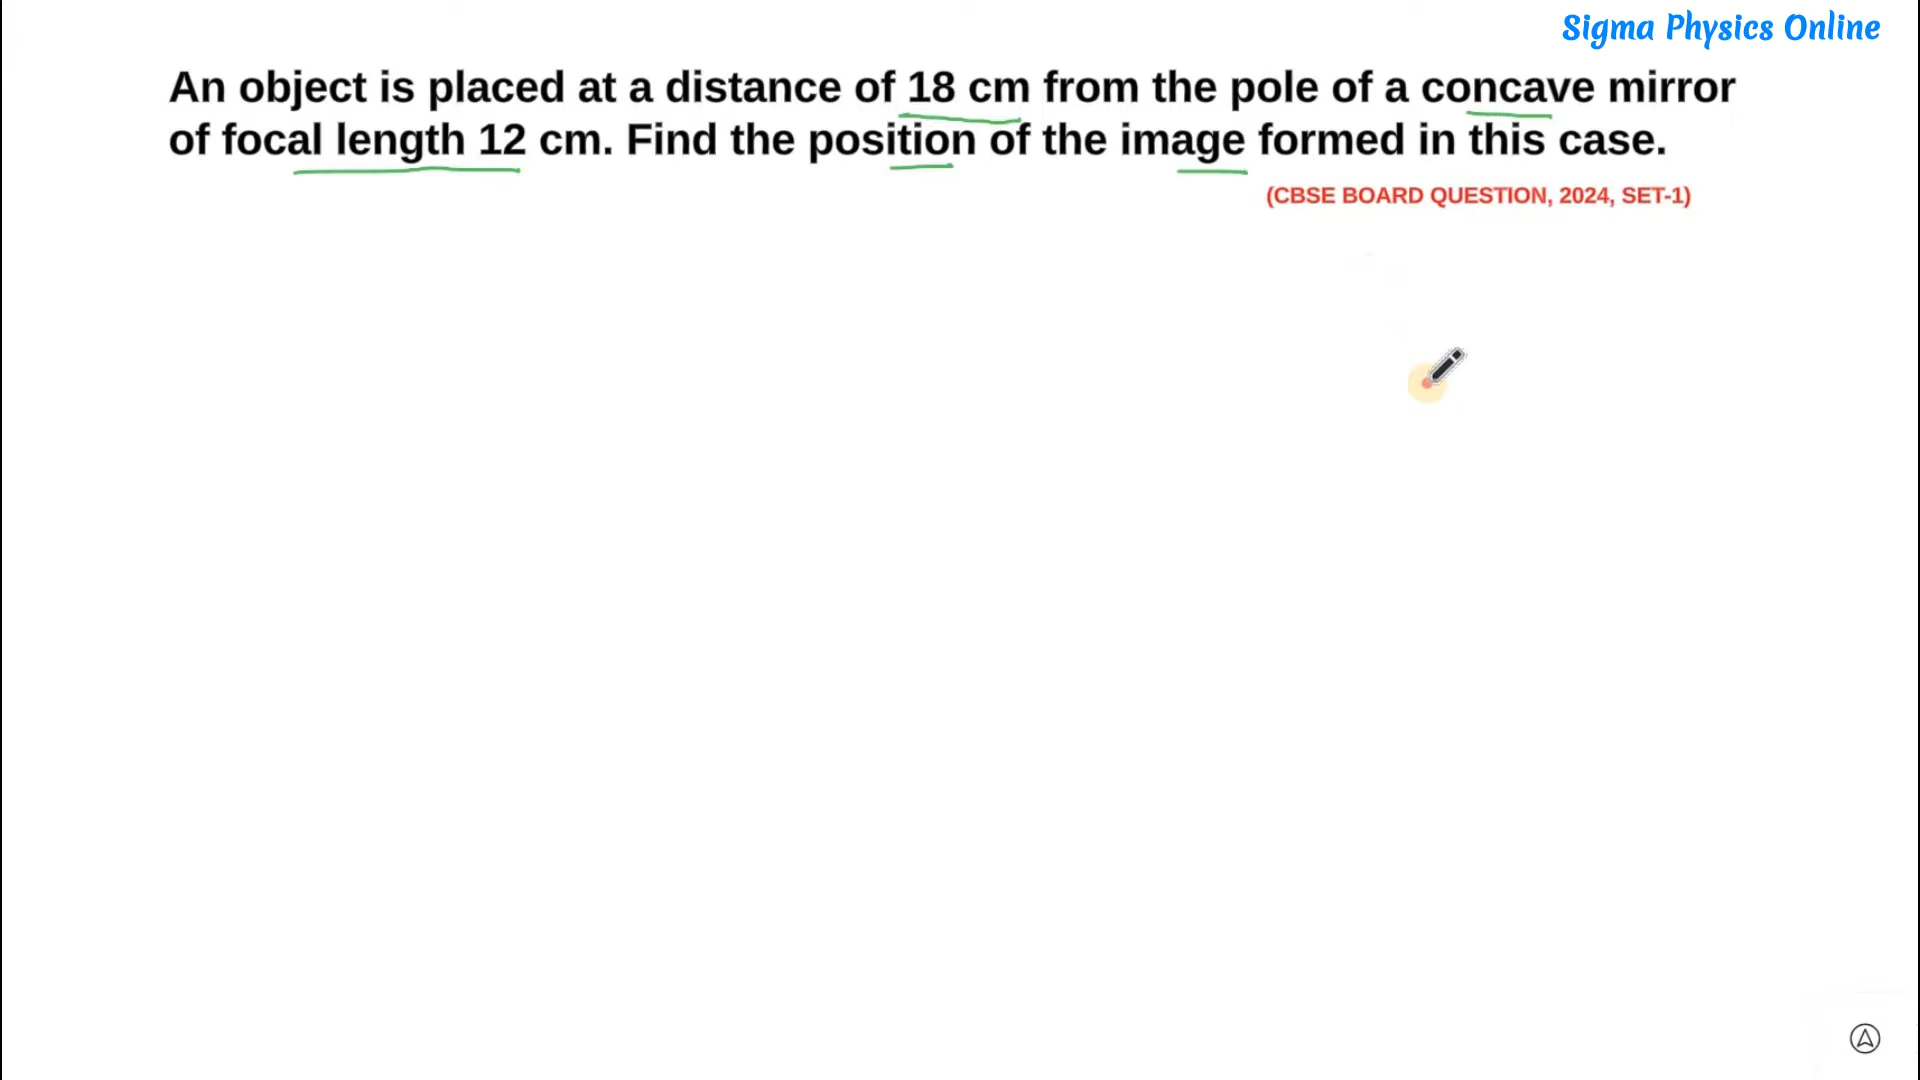 Sigma Physics Online
An object is placed at a distance of 18 cm from the pole of a concave mirror
of focal length 12 cm. Find the position of the image formed in this case.
(CBSE BOARD QUESTION, 2024, SET-1)